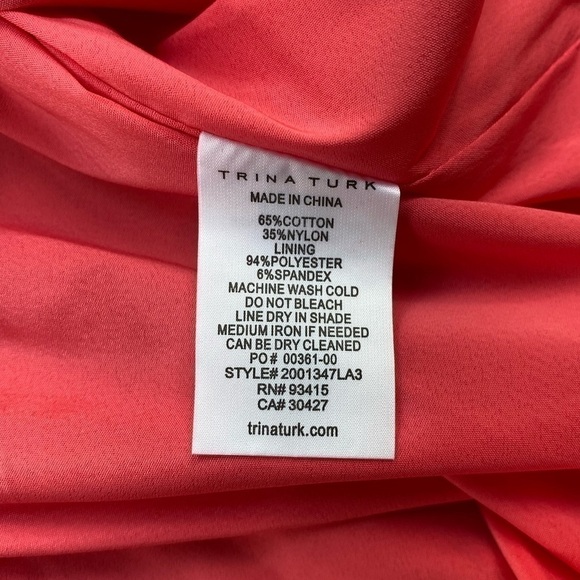 TRINA TURK
MADE IN CHINA
65%COTTON
35%NYLON
LINING
94%POLYESTER
6%SPANDEX
MACHINE WASH COLD
DO NOT BLEACH
LINE DRY IN SHADE
MEDIUM IRON IF NEEDED
CAN BE DRY CLEANED
PO# 00361-00
STYLE# 2001347LA3
RN# 93415
CA# 30427
trinaturk.com